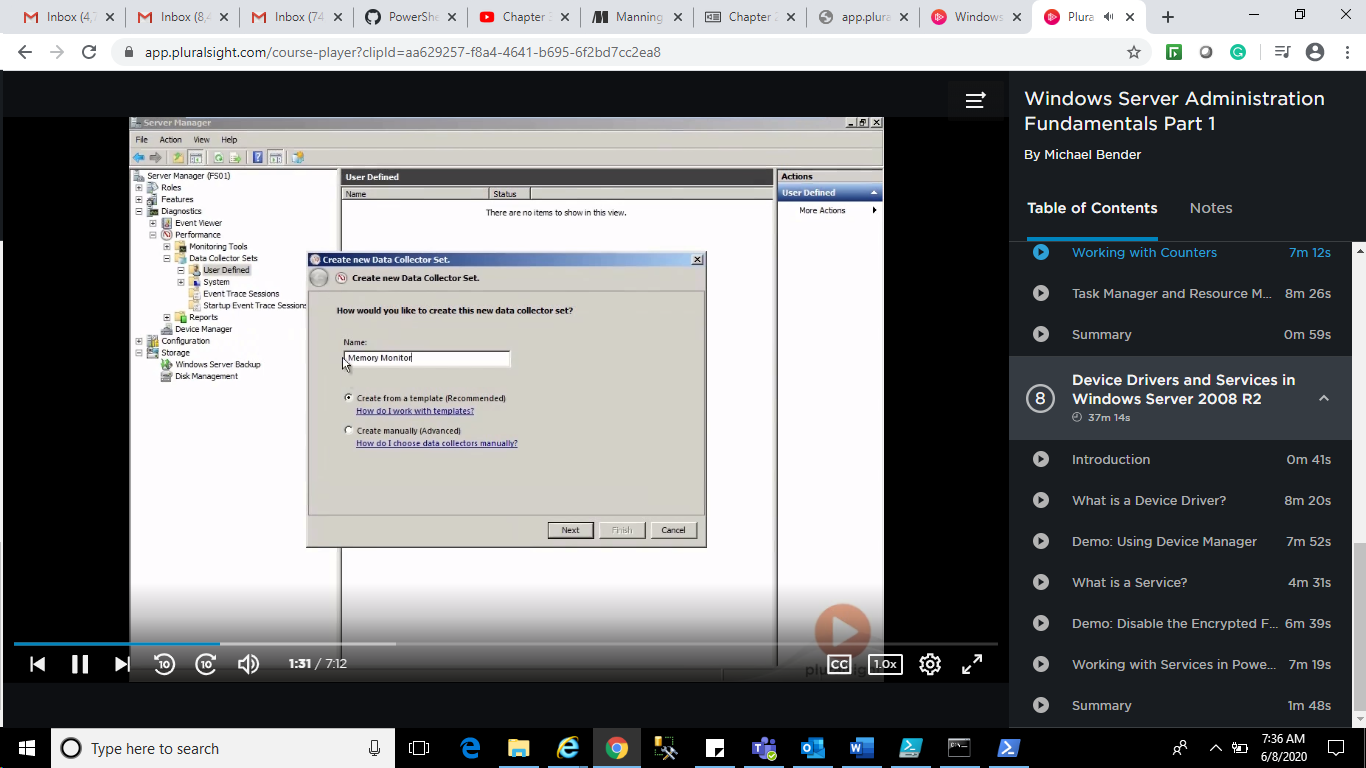 Inbox (4,7
Inbox (8,4
Inbox (74
PowerShe
Chapter
Manning
Chapter
app.plura
Windows
Plura
app.pluralsight.com/course-player?clipId=aa629257-f8a4-4641-b695-6f2bd7cc2ea8
Server Manager
File Action View Help
Server Manager (FS01)
Roles
Features
Diagnostics
Event Viewer
Performance
Monitoring Tools
Data Collector Sets
User Defined
System
Event Trace Sessions
Startup Event Trace Sessions
Reports
Device Manager
Configuration
Storage
Windows Server Backup
Disk Management
User Defined
Name Status
There are no items to show in this view.
Actions
User Defined
More Actions
Create new Data Collector Set.
Create new Data Collector Set.
How would you like to create this new data collector set?
Name:
Memory Monitor
Create from a template (Recommended)
How do I work with templates?
Create manually (Advanced)
How do I choose data collectors manually?
Next Finish Cancel
10 10 1:31 / 7:12 CC 1.0x
Windows Server Administration
Fundamentals Part 1
By Michael Bender
Table of Contents Notes
Working with Counters 7m 12s
Task Manager and Resource M... 8m 26s
Summary 0m 59s
8
Device Drivers and Services in
Windows Server 2008 R2
37m 14s
Introduction 0m 41s
What is a Device Driver? 8m 20s
Demo: Using Device Manager 7m 52s
What is a Service? 4m 31s
Demo: Disable the Encrypted F... 6m 39s
Working with Services in Powe... 7m 19s
Summary 1m 48s
Type here to search
7:36 AM
6/8/2020